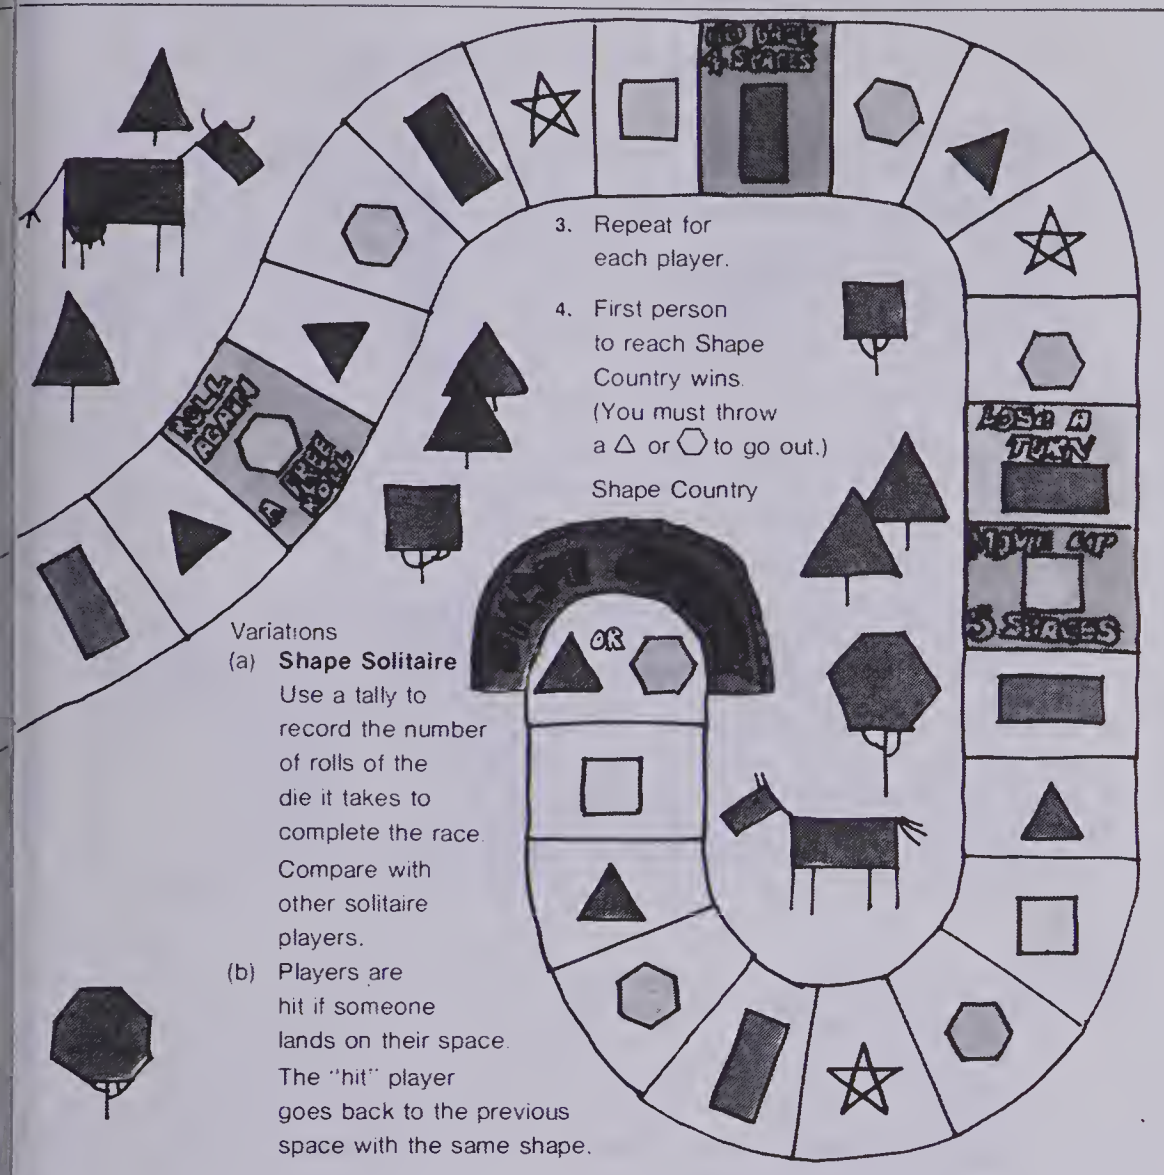 GO BACK
4 SPACES
3. Repeat for
each player.
4. First person
to reach Shape
Country wins.
(You must throw
a △ or ⬡ to go out.)
Shape Country
LOSE A
TURN
MOVE UP
5 SPACES
ROLL
AGAIN
A FREE
ROLL
OR
Variations
(a) Shape Solitaire
Use a tally to
record the number
of rolls of the
die it takes to
complete the race.
Compare with
other solitaire
players.
(b) Players are
hit if someone
lands on their space.
The "hit" player
goes back to the previous
space with the same shape.